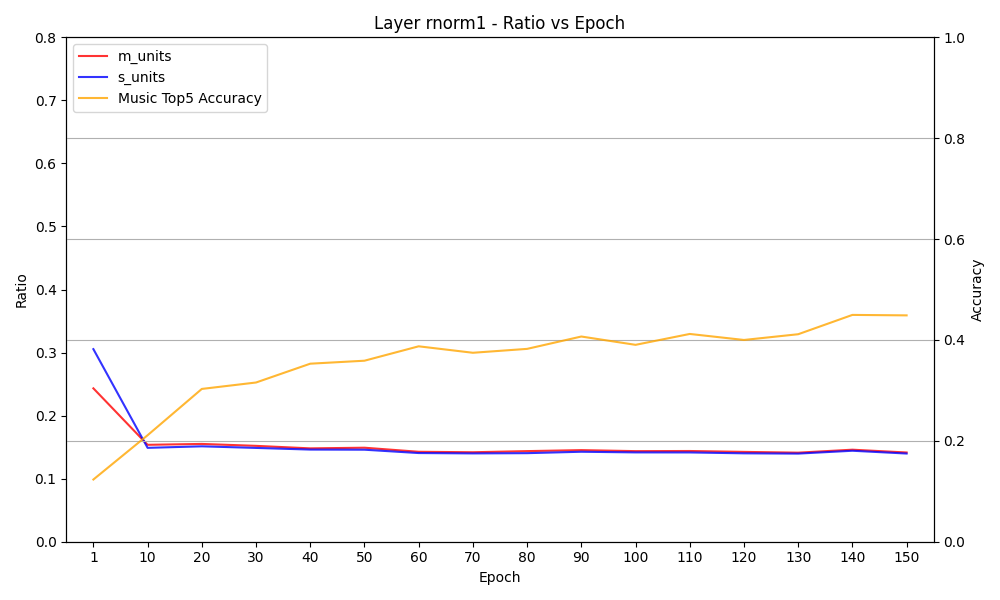 Layer rnorm1 - Ratio vs Epoch
m_units
s_units
Music Top5 Accuracy
0.8
0.7
0.6
0.5
0.4
0.3
0.2
0.1
0.0
Ratio
1.0
0.8
0.6
0.4
0.2
0.0
Accuracy
1 10 20 30 40 50 60 70 80 90 100 110 120 130 140 150
Epoch